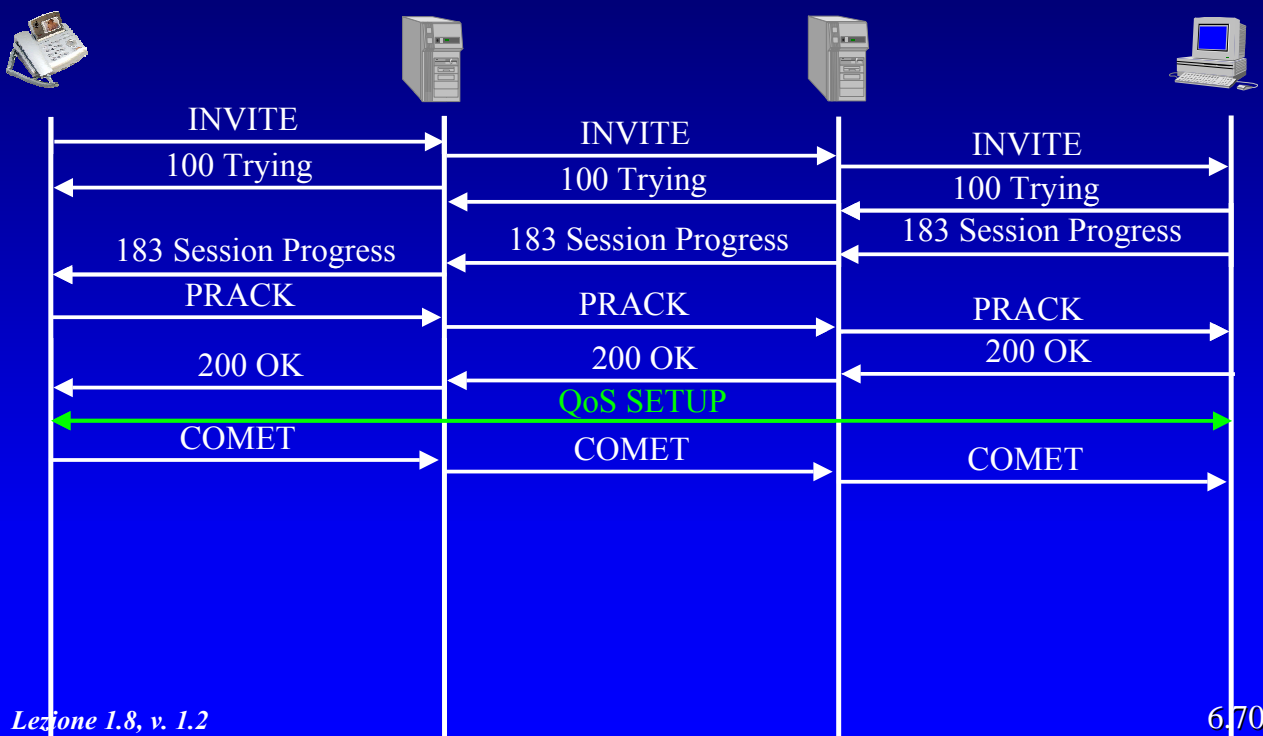 INVITE
INVITE
INVITE
100 Trying
100 Trying
100 Trying
183 Session Progress
183 Session Progress
183 Session Progress
PRACK
PRACK
PRACK
200 OK
200 OK
200 OK
QoS SETUP
COMET
COMET
COMET
Lezione 1.8, v. 1.2
6.70